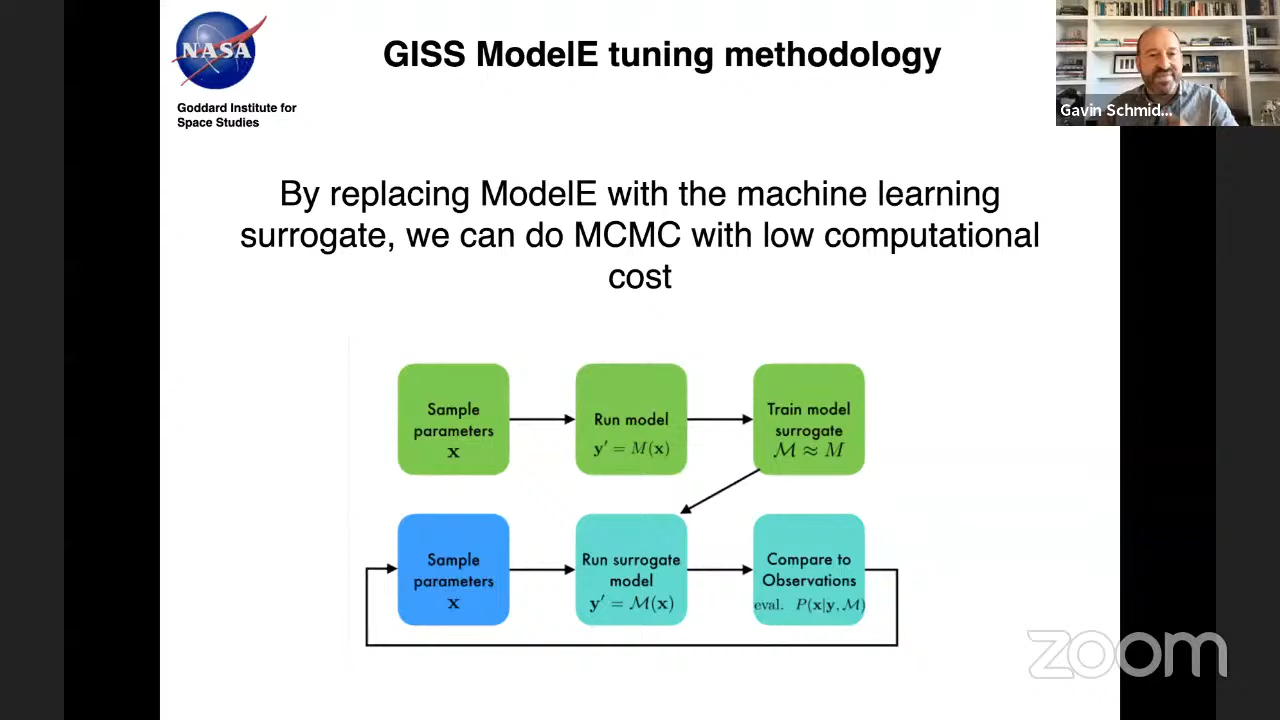 NASA
Goddard Institute for
Space Studies
GISS ModelE tuning methodology
Gavin Schmid...
By replacing ModelE with the machine learning
surrogate, we can do MCMC with low computational
cost
Sample
parameters
x
Run model
y′ = M(x)
Train model
surrogate
ℳ ≈ M
Sample
parameters
x
Run surrogate
model
y′ = ℳ(x)
Compare to
Observations
eval. P(x|y, ℳ)
zoom